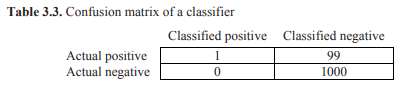 Table 3.3. Confusion matrix of a classifier
Classified positive Classified negative
Actual positive 1 99
Actual negative 0 1000